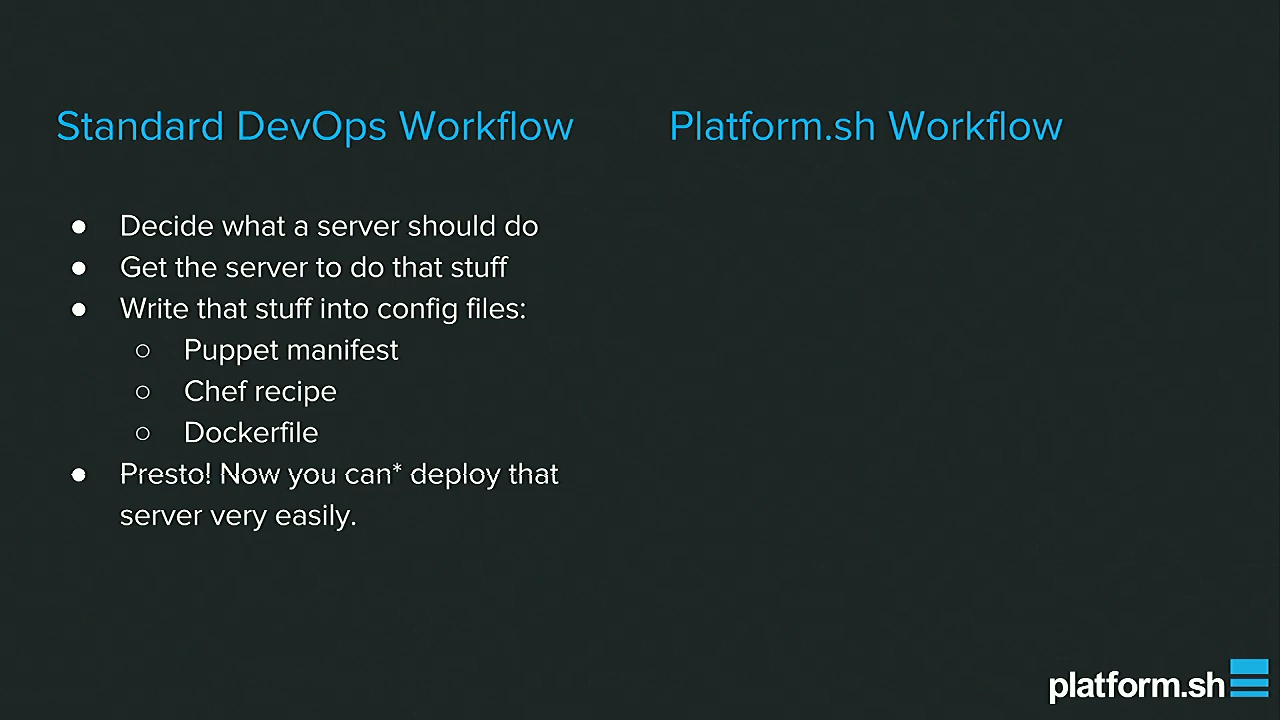 Standard DevOps Workflow
Platform.sh Workflow
● Decide what a server should do
● Get the server to do that stuff
● Write that stuff into config files:
○ Puppet manifest
○ Chef recipe
○ Dockerfile
● Presto! Now you can* deploy that
server very easily.
platform.sh